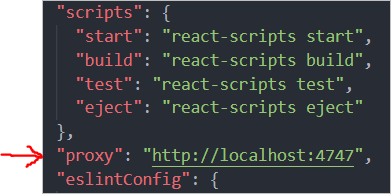 "scripts": {
"start": "react-scripts start",
"build": "react-scripts build",
"test": "react-scripts test",
"eject": "react-scripts eject"
},
"proxy": "http://localhost:4747",
"eslintConfig": {